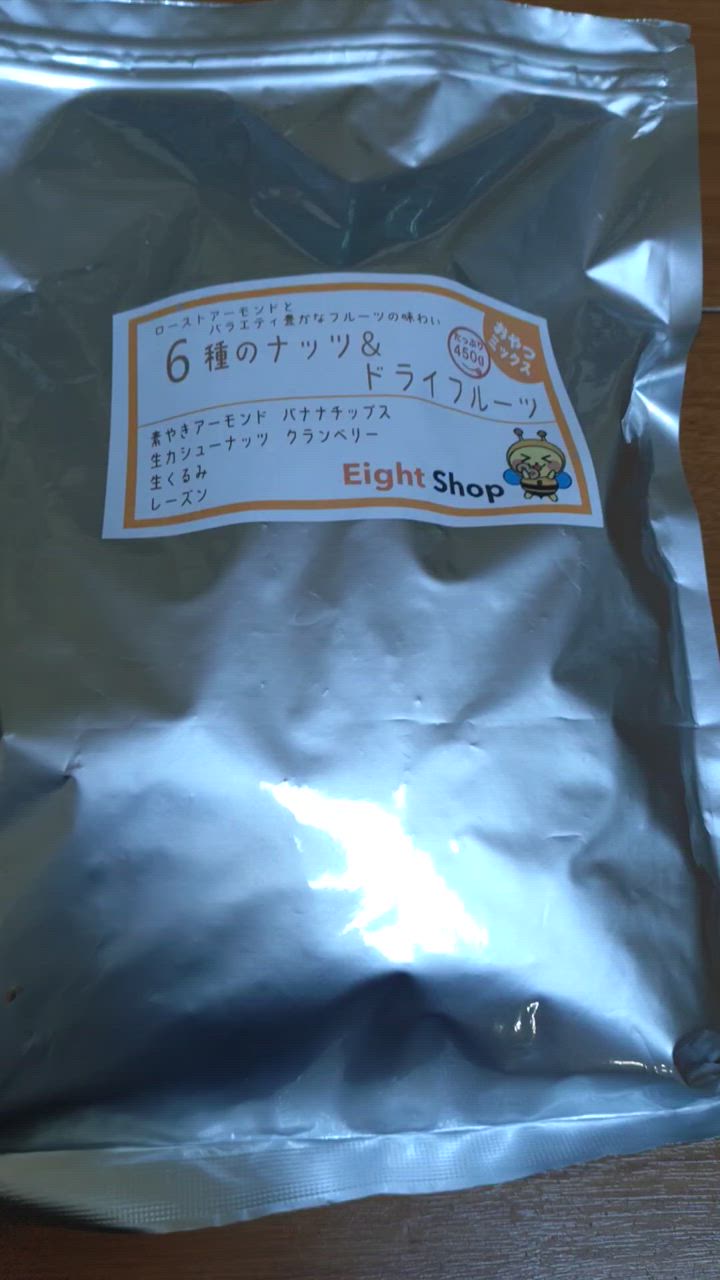 ローストアーモンドと
バラエティ豊かなフルーツの味わい
6種のナッツ&
ドライフルーツ
たっぷり
450g
おやつ
ミックス
素やきアーモンド バナナチップス
生カシューナッツ クランベリー
生くるみ
レーズン
Eight Shop